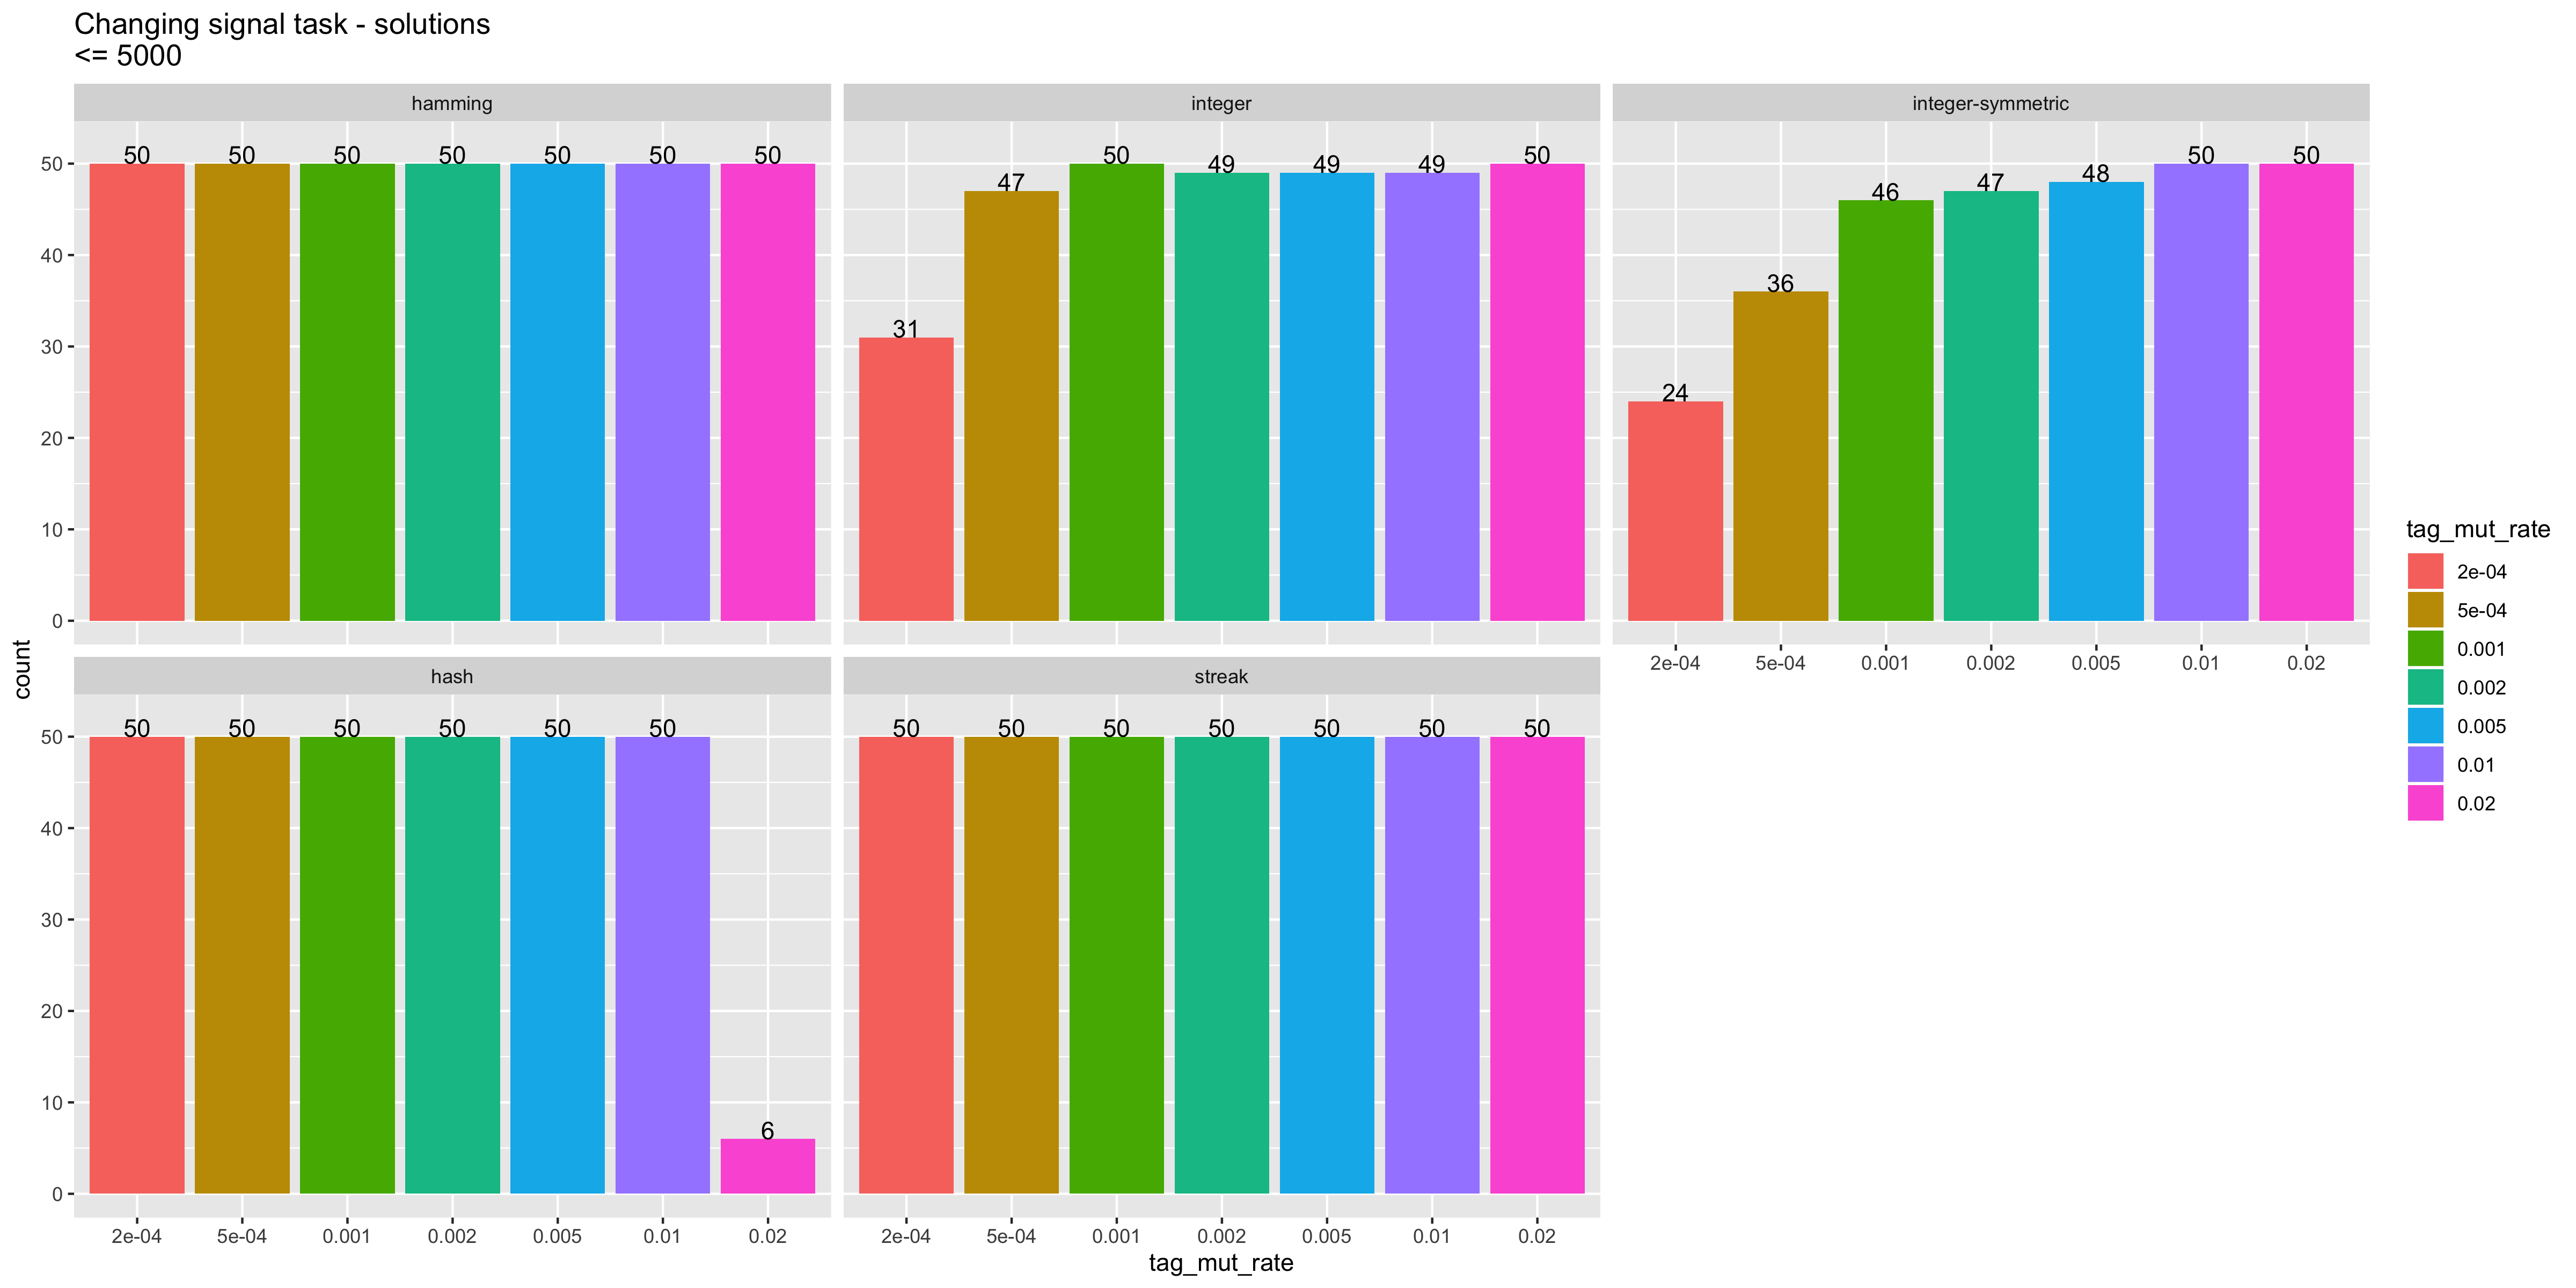 Changing signal task - solutions
<= 5000
hamming
integer
integer-symmetric
50 50 50 50 50 50 50
31 47 50 49 49 49 50
24 36 46 47 48 50 50
50
40
30
20
10
0
2e-04 5e-04 0.001 0.002 0.005 0.01 0.02
count
hash
streak
50 50 50 50 50 50 6
50 50 50 50 50 50 50
50
40
30
20
10
0
2e-04 5e-04 0.001 0.002 0.005 0.01 0.02
2e-04 5e-04 0.001 0.002 0.005 0.01 0.02
tag_mut_rate
tag_mut_rate
2e-04
5e-04
0.001
0.002
0.005
0.01
0.02